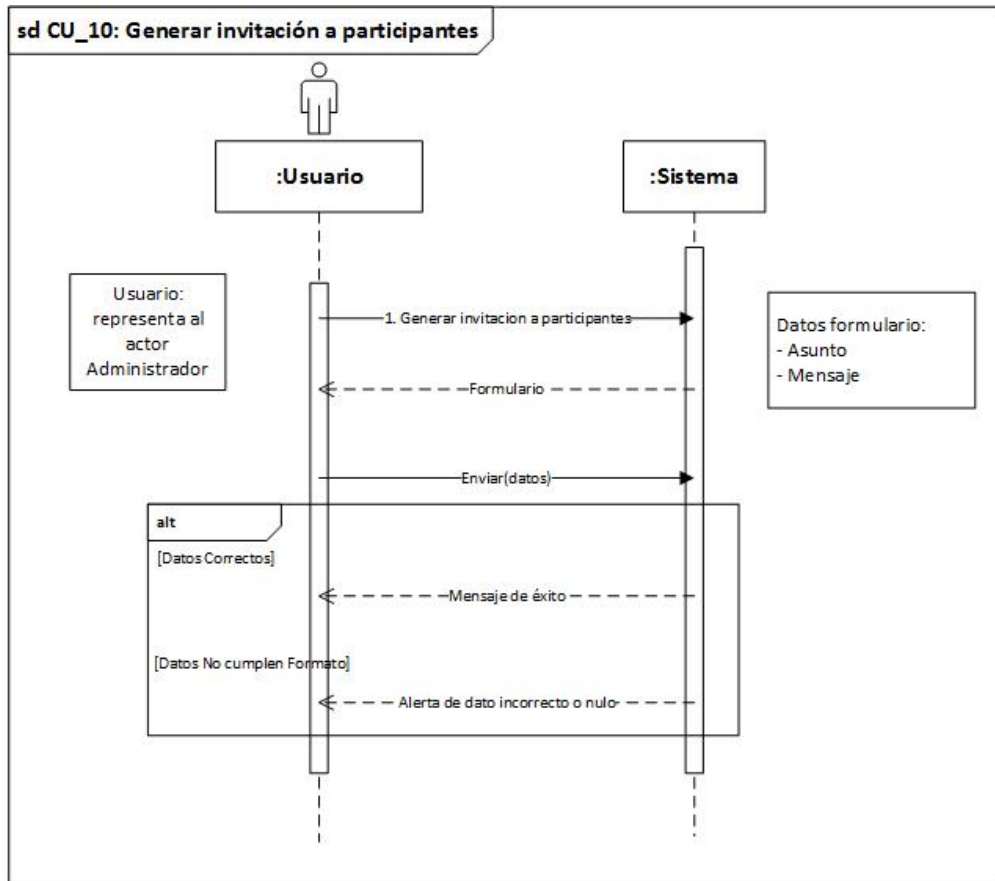 sd CU_10: Generar invitación a participantes
:Usuario
:Sistema
Usuario:
representa al
actor
Administrador
1. Generar invitacion a participantes
Datos formulario:
- Asunto
- Mensaje
Formulario
Enviar(datos)
alt
[Datos Correctos]
Mensaje de éxito
[Datos No cumplen Formato]
Alerta de dato incorrecto o nulo